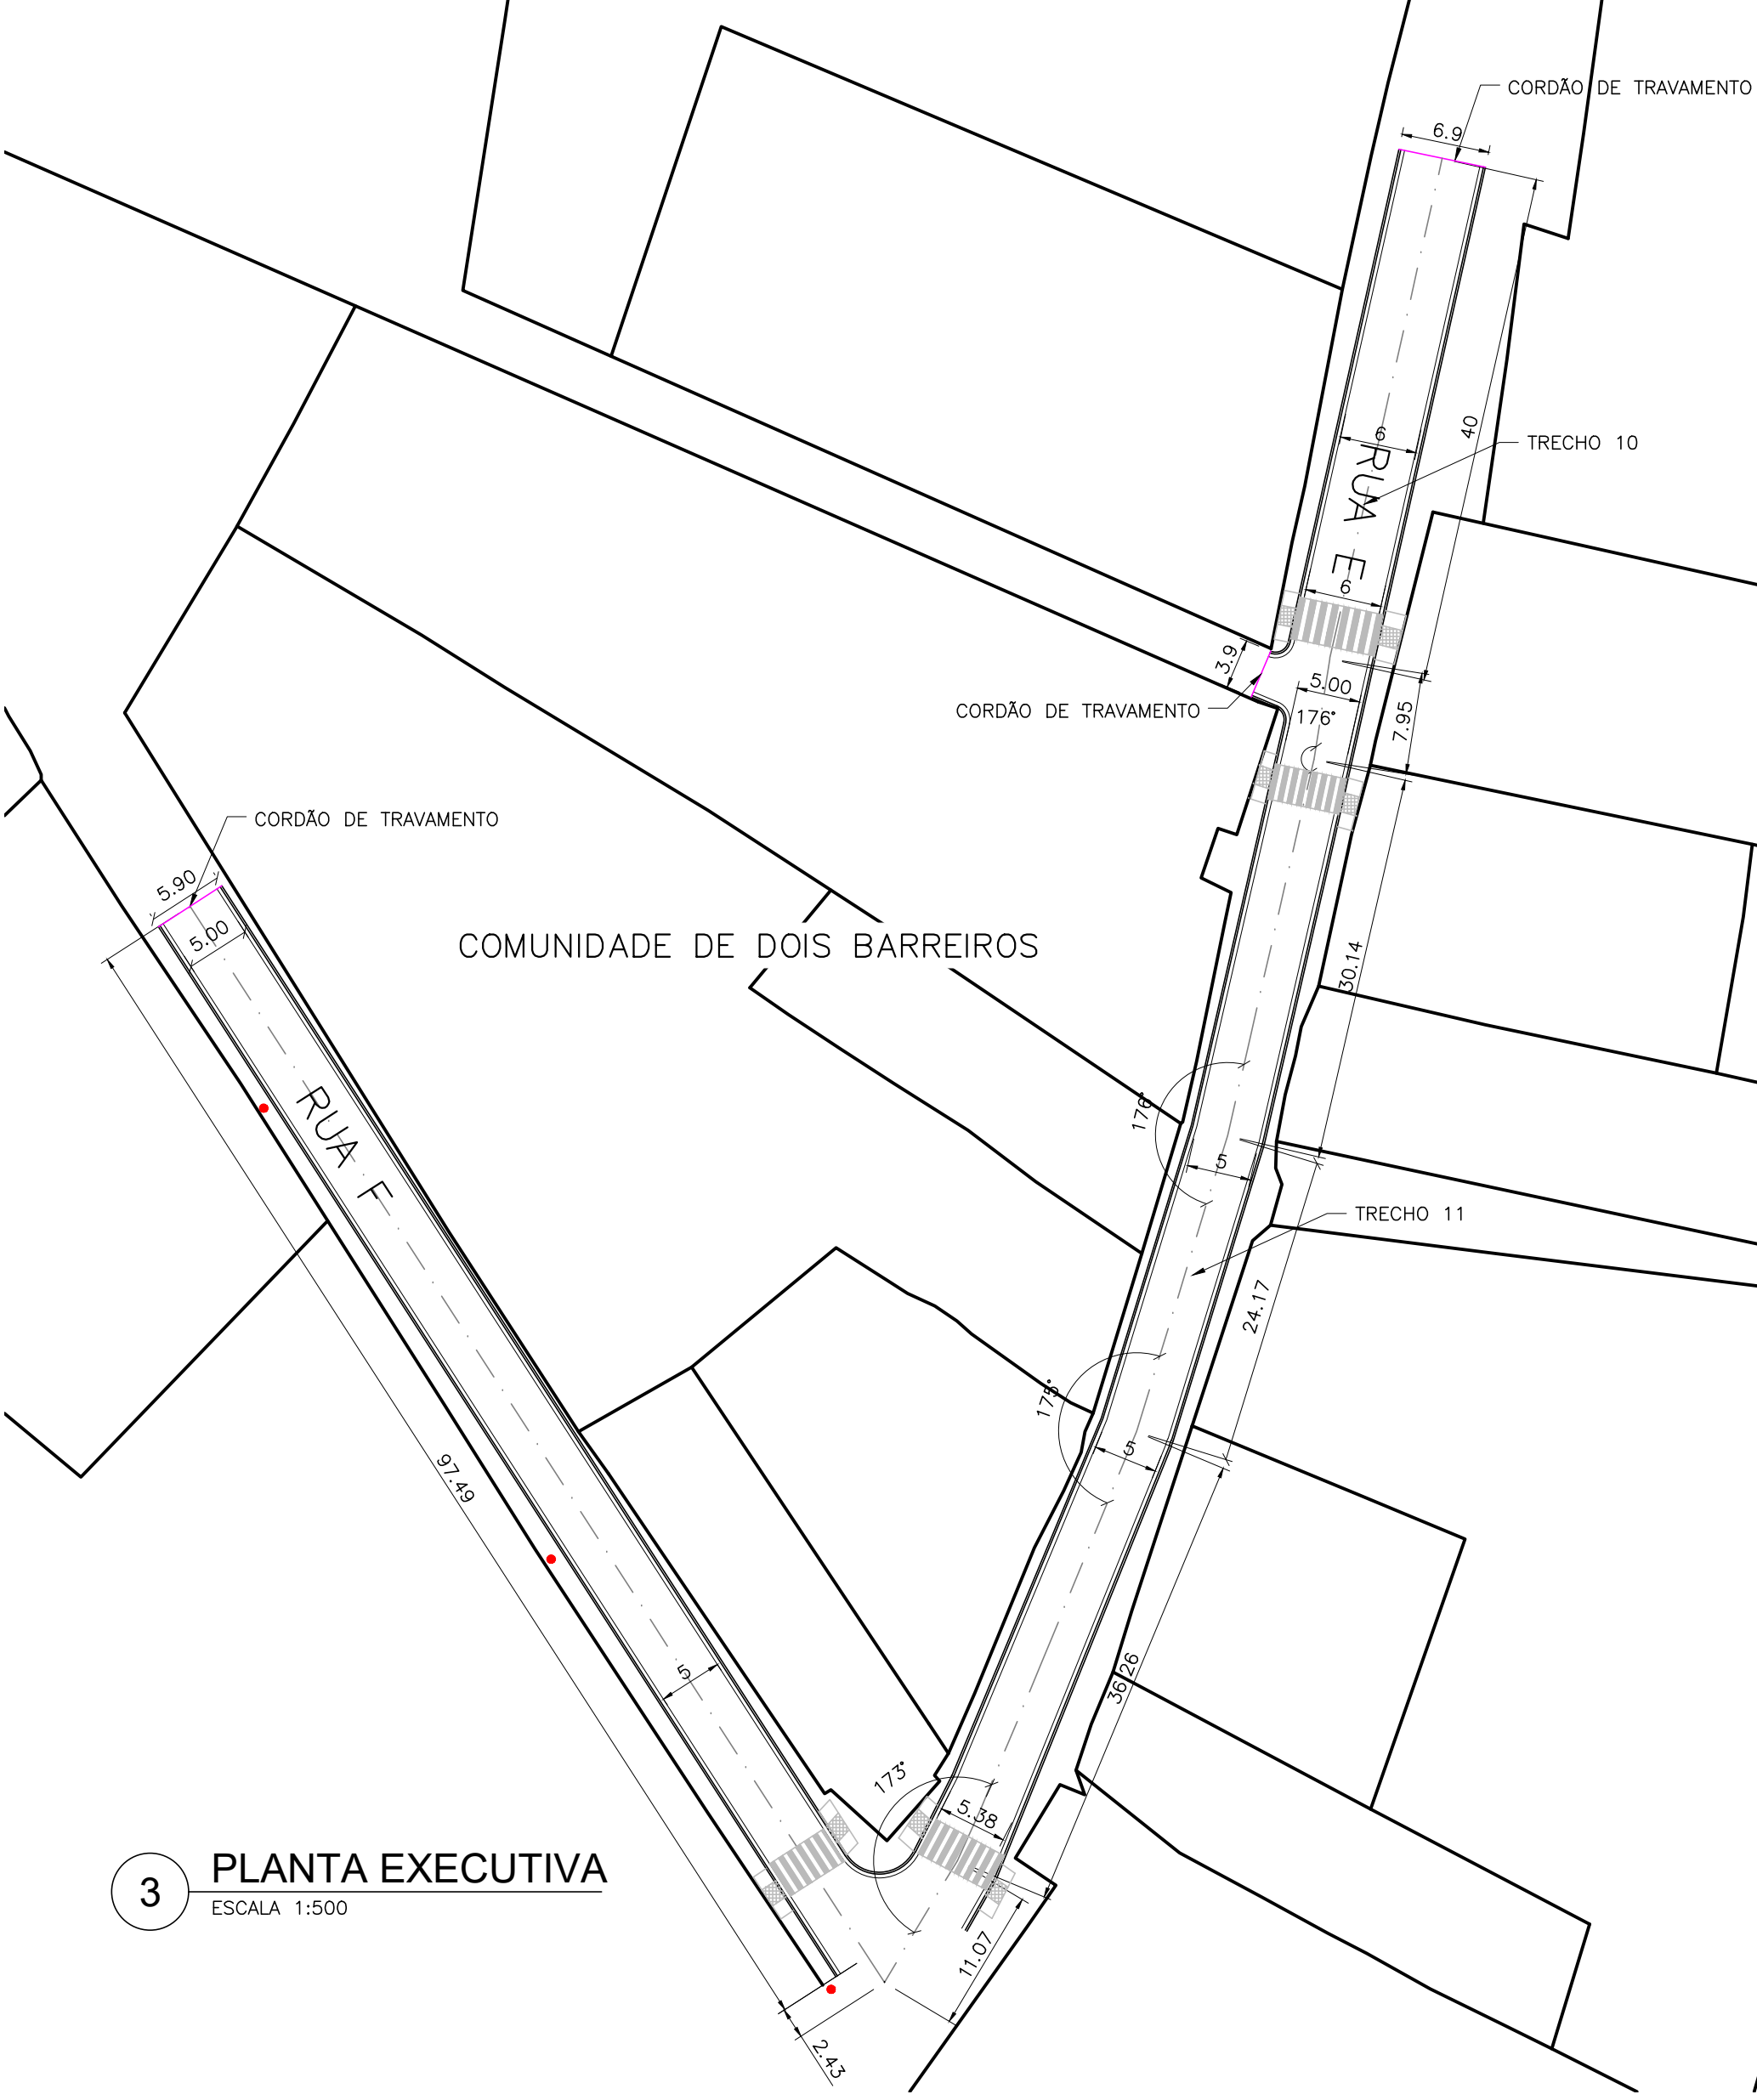 CORDÃO DE TRAVAMENTO
6.9
40
6
TRECHO 10
RUA E
6
3.9
5.00
CORDÃO DE TRAVAMENTO
176°
7.95
CORDÃO DE TRAVAMENTO
5.90
5.00
COMUNIDADE DE DOIS BARREIROS
30.14
RUA F
176°
5
TRECHO 11
24.17
175°
5
97.49
5
36.26
173°
5.38
3
PLANTA EXECUTIVA
ESCALA 1:500
11.07
2.43